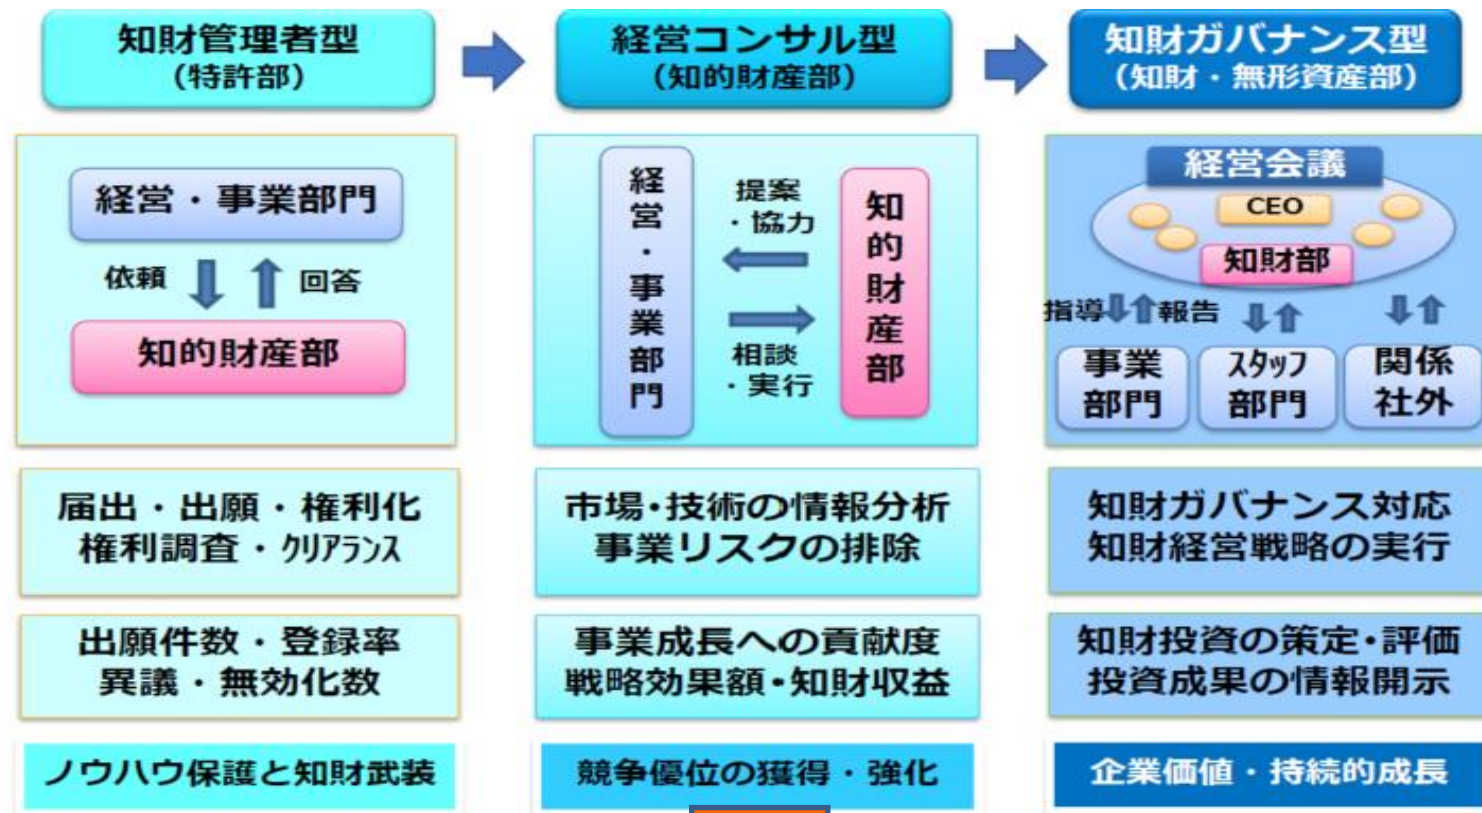 知財管理者型
（特許部）
経営コンサル型
（知的財産部）
知財ガバナンス型
（知財・無形資産部）
経営・事業部門
依頼
回答
知的財産部
経営・事業部門
提案
・協力
相談
・実行
知的財産部
経営会議
CEO
知財部
指導
報告
事業
部門
スタッフ
部門
関係
社外
届出・出願・権利化
権利調査・クリアランス
市場・技術の情報分析
事業リスクの排除
知財ガバナンス対応
知財経営戦略の実行
出願件数・登録率
異議・無効化数
事業成長への貢献度
戦略効果額・知財収益
知財投資の策定・評価
投資成果の情報開示
ノウハウ保護と知財武装
競争優位の獲得・強化
企業価値・持続的成長